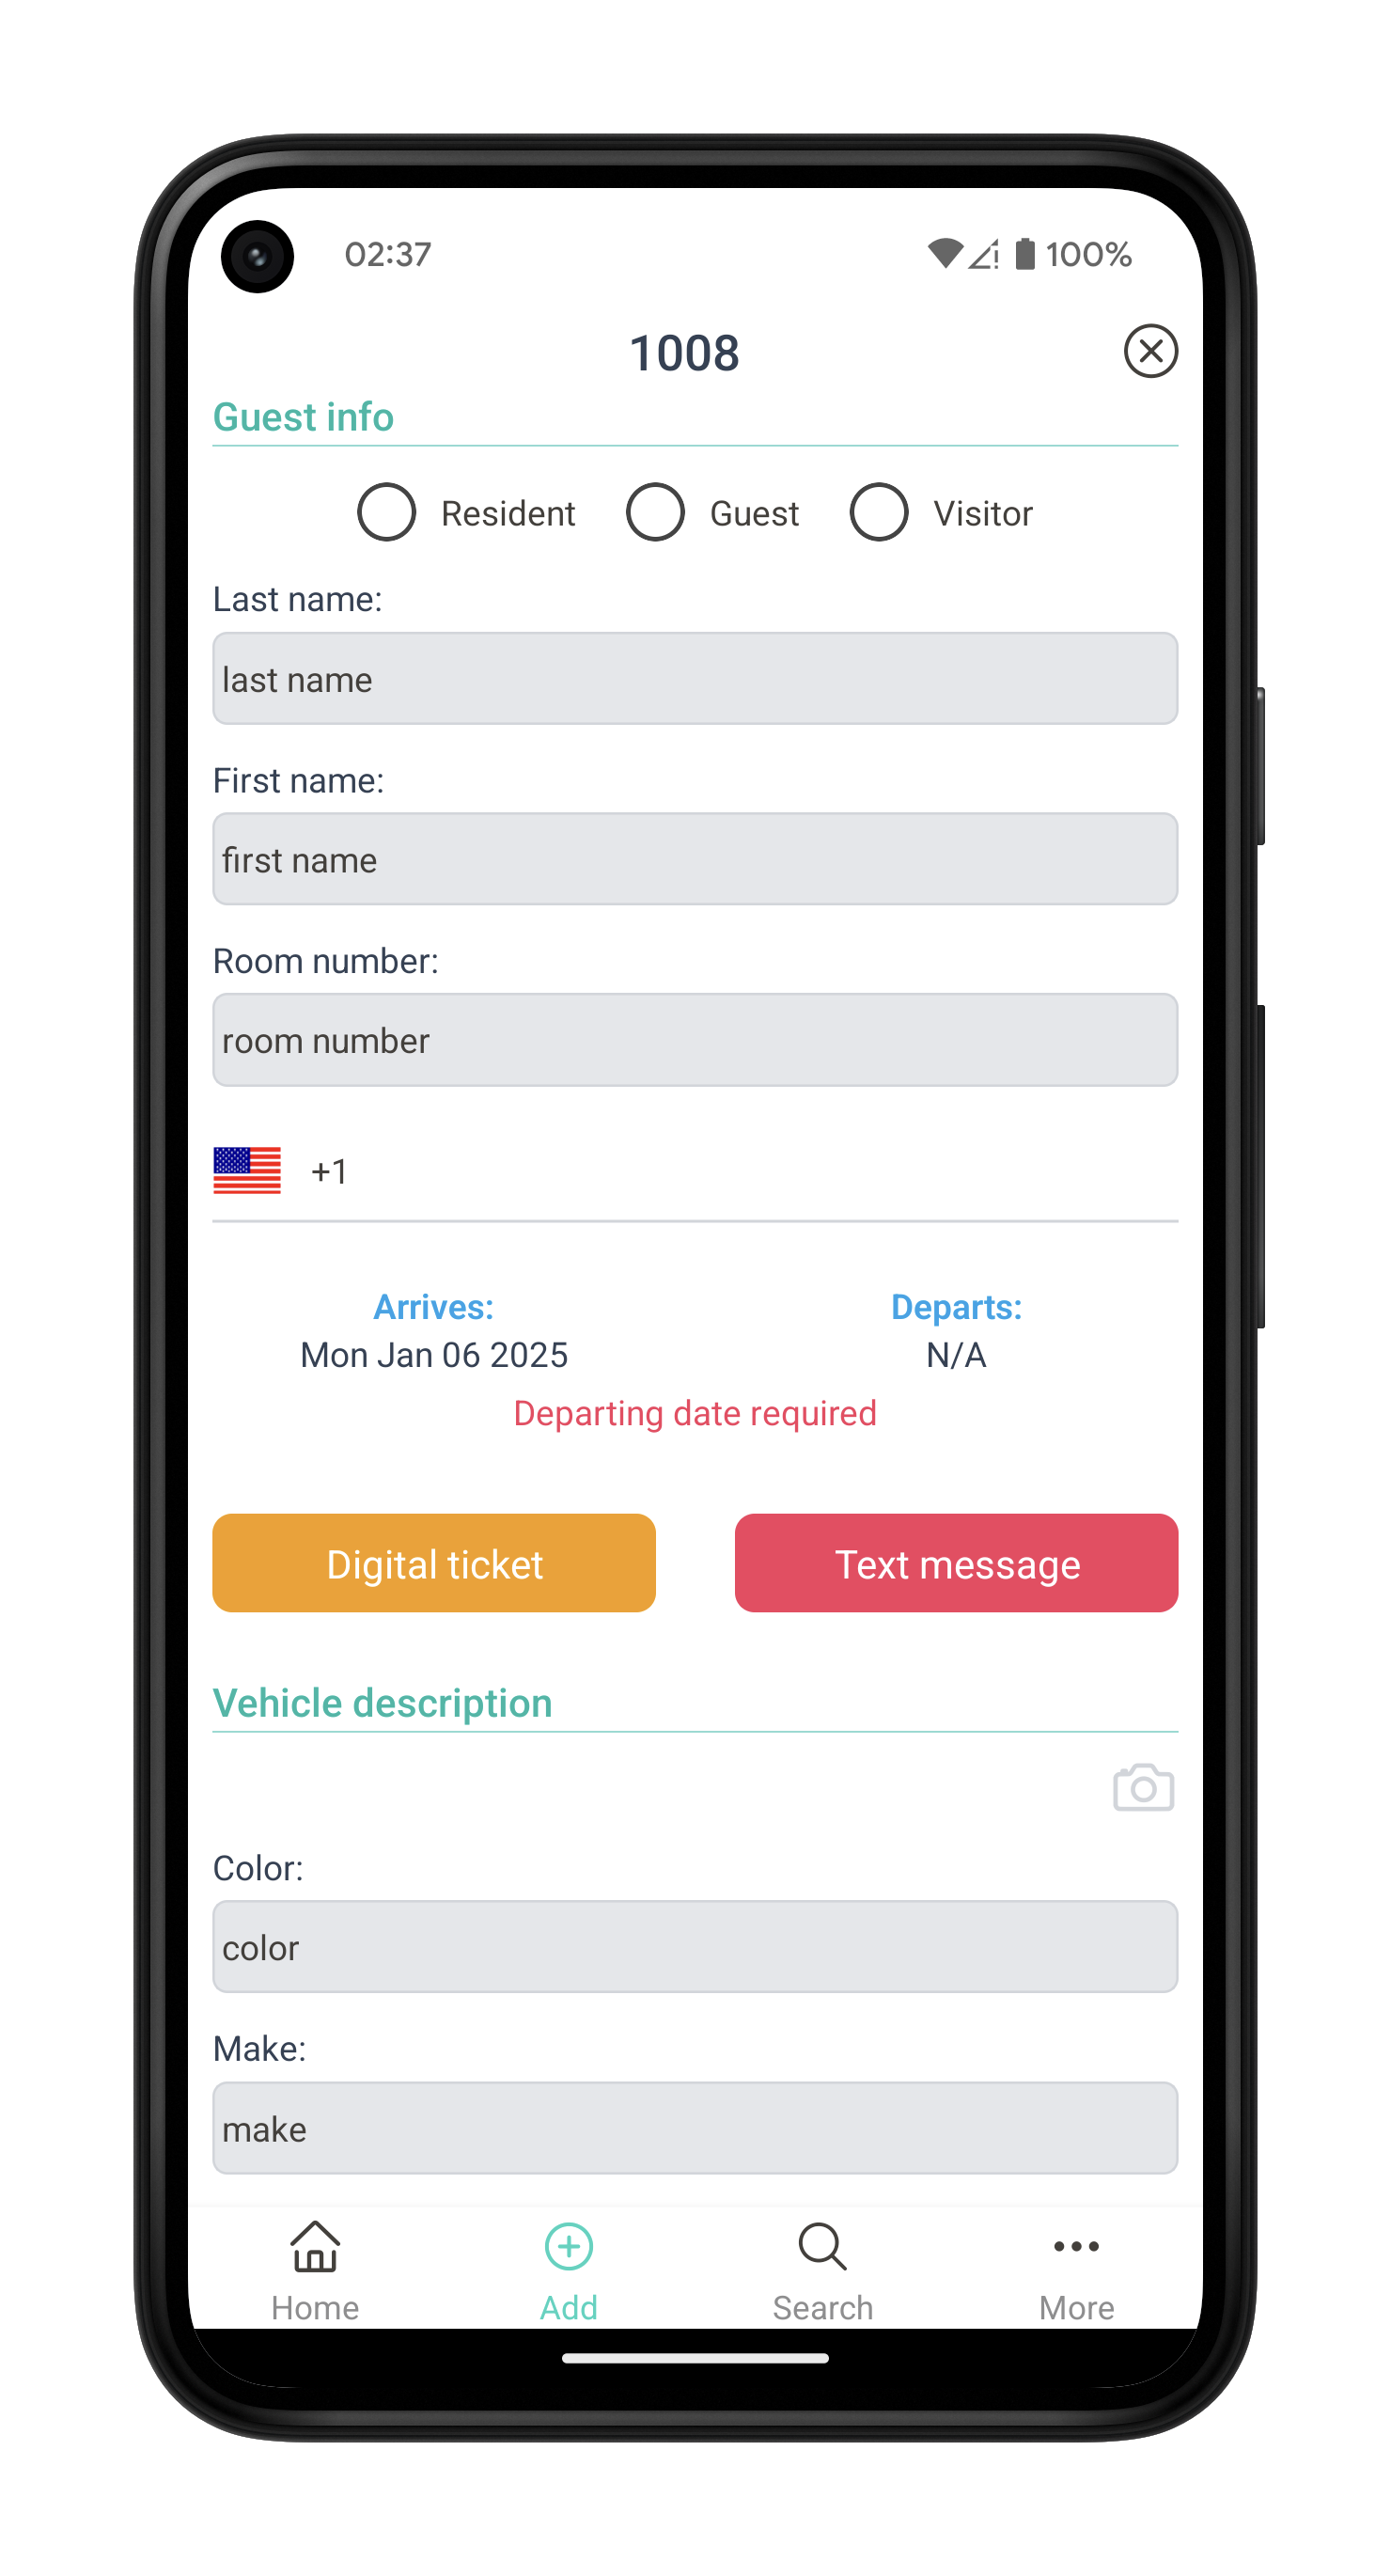 02:37 100%
1008
Guest info
Resident Guest Visitor
Last name:
last name
First name:
first name
Room number:
room number
+1
Arrives: Departs:
Mon Jan 06 2025 N/A
Departing date required
Digital ticket Text message
Vehicle description
Color:
color
Make:
make
Home Add Search More